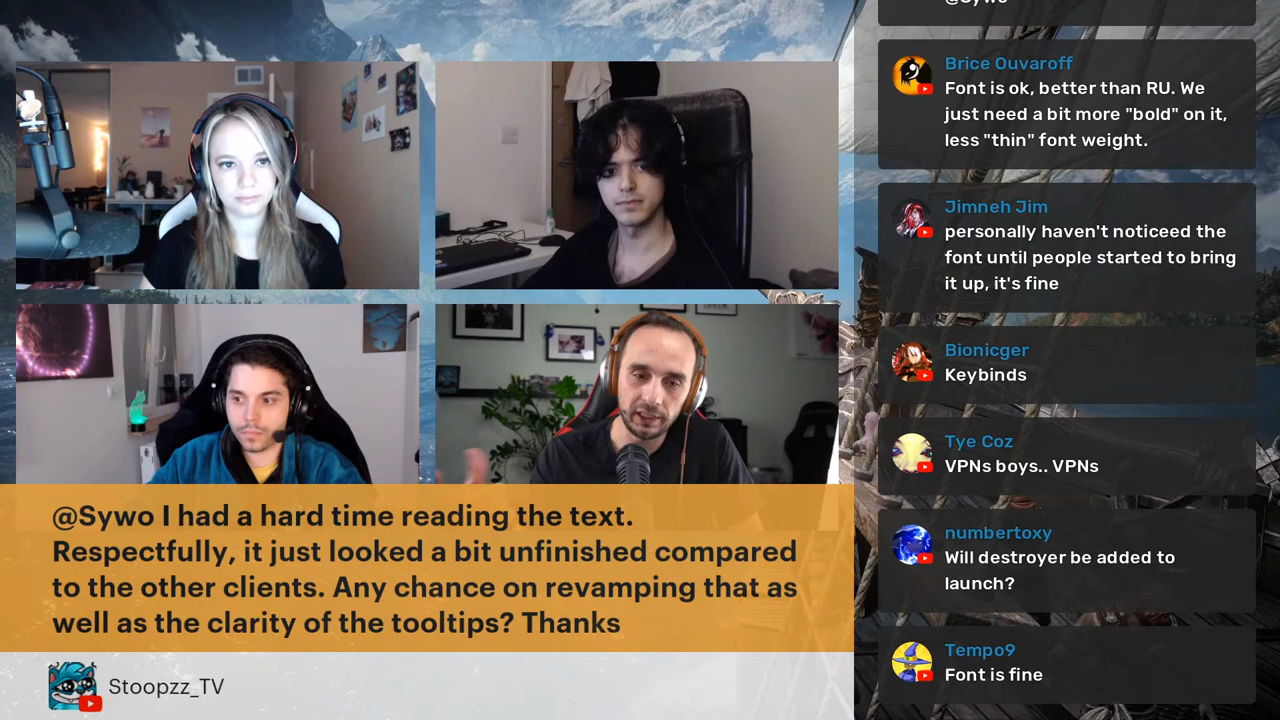 @Sywo I had a hard time reading the text.
Respectfully, it just looked a bit unfinished compared
to the other clients. Any chance on revamping that as
well as the clarity of the tooltips? Thanks
Stoopzz_TV
@Sywo
Brice Ouvaroff
Font is ok, better than RU. We
just need a bit more "bold" on it,
less "thin" font weight.
Jimneh Jim
personally haven't noticed the
font until people started to bring
it up, it's fine
Bionicger
Keybinds
Tye Coz
VPNs boys.. VPNs
numbertoxy
Will destroyer be added to
launch?
Tempo9
Font is fine